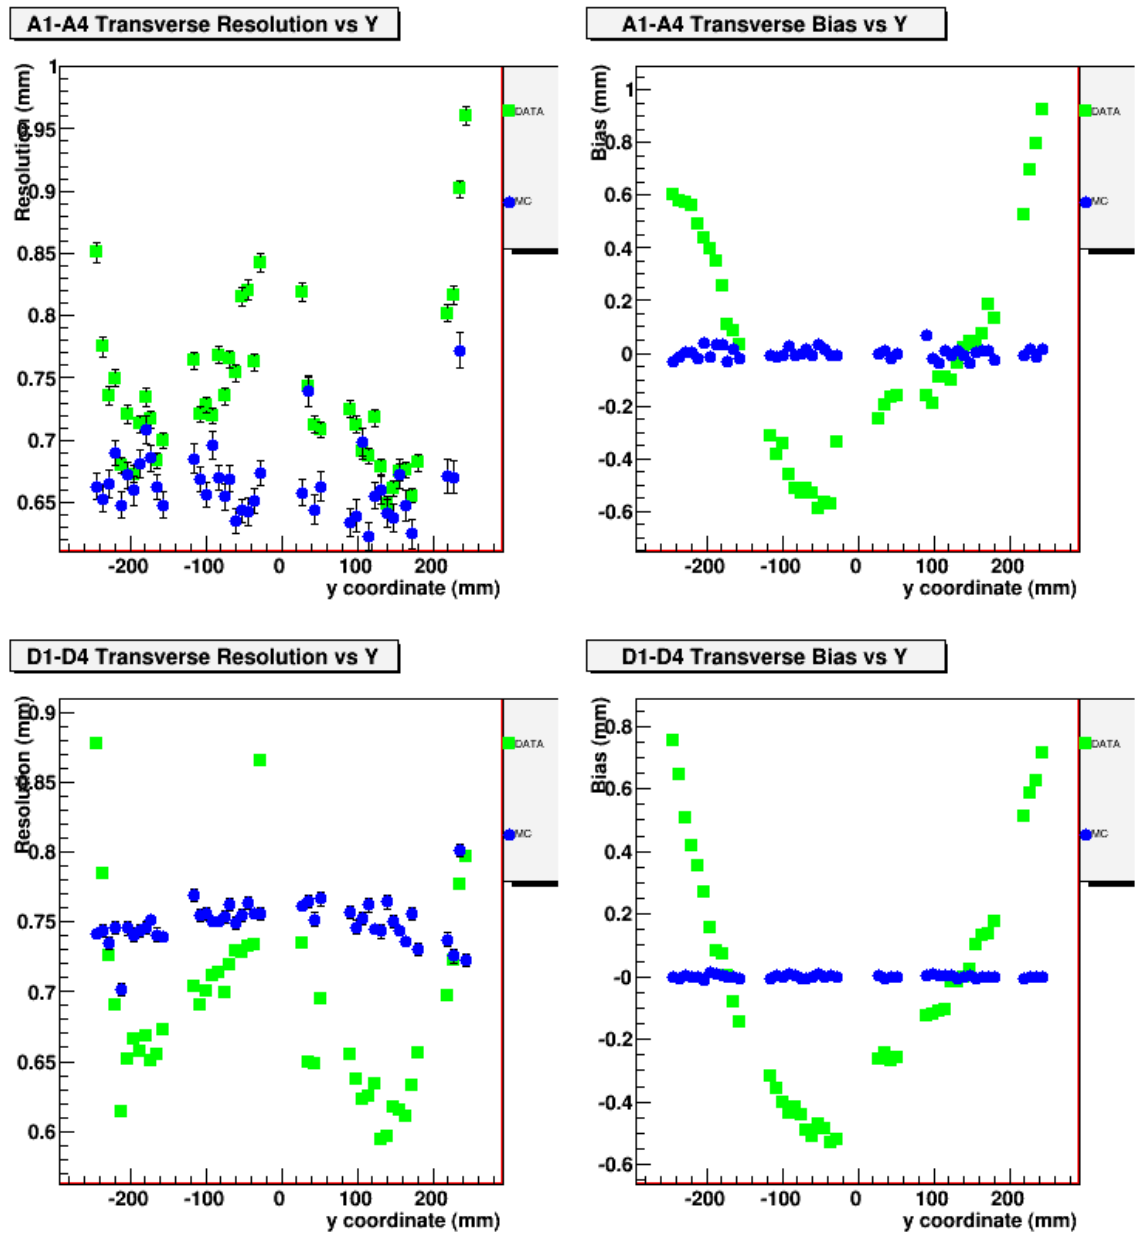 A1-A4 Transverse Resolution vs Y
Resolution (mm)
1
0.95
0.9
0.85
0.8
0.75
0.7
0.65
-200 -100 0 100 200
y coordinate (mm)
DATA
MC
A1-A4 Transverse Bias vs Y
Bias (mm)
1
0.8
0.6
0.4
0.2
0
-0.2
-0.4
-0.6
-200 -100 0 100 200
y coordinate (mm)
DATA
MC
D1-D4 Transverse Resolution vs Y
Resolution (mm)
0.9
0.85
0.8
0.75
0.7
0.65
0.6
-200 -100 0 100 200
y coordinate (mm)
DATA
MC
D1-D4 Transverse Bias vs Y
Bias (mm)
0.8
0.6
0.4
0.2
-0
-0.2
-0.4
-0.6
-200 -100 0 100 200
y coordinate (mm)
DATA
MC